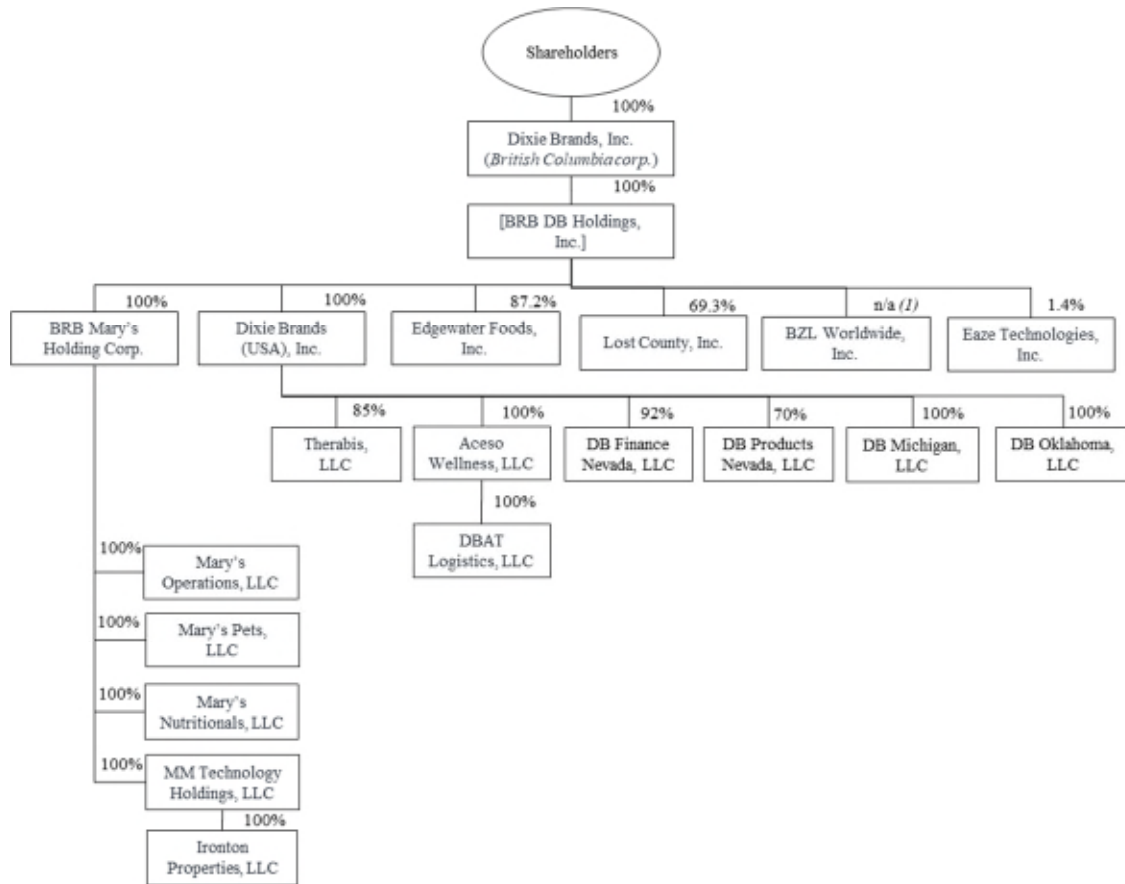 Shareholders
100%
Dixie Brands, Inc.
(British Columbia corp.)
100%
[BRB DB Holdings,
Inc.]
100%
100%
87.2%
69.3%
n/a (1)
1.4%
BRB Mary's
Holding Corp.
Dixie Brands
(USA), Inc.
Edgewater Foods,
Inc.
Lost County, Inc.
BZL Worldwide,
Inc.
Eaze Technologies,
Inc.
85%
100%
92%
70%
100%
100%
Therabis,
LLC
Aceso
Wellness, LLC
DB Finance
Nevada, LLC
DB Products
Nevada, LLC
DB Michigan,
LLC
DB Oklahoma,
LLC
100%
DBAT
Logistics, LLC
100%
Mary's
Operations, LLC
100%
Mary's Pets,
LLC
100%
Mary's
Nutritionals, LLC
100%
MM Technology
Holdings, LLC
100%
Ironton
Properties, LLC